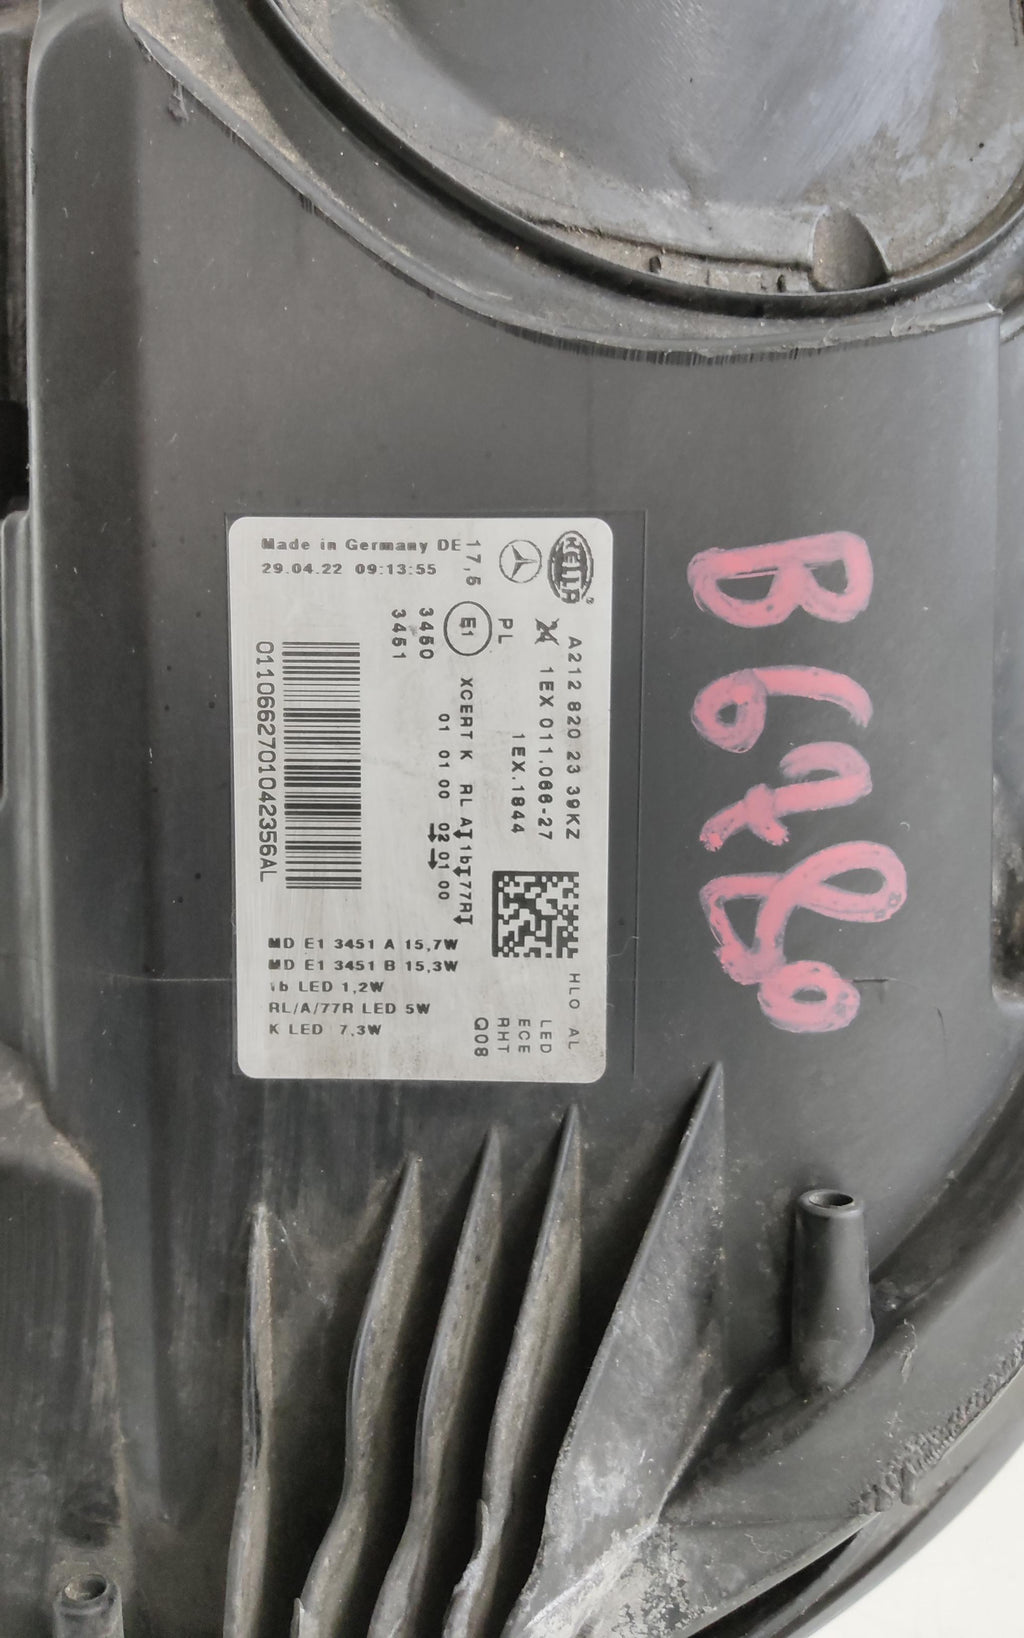 HELLA
A212 820 23 39KZ HLO AL
1EX 011.066-27 LED
1EX.1844 ECE
PL RHT
17,5 Q08
E1 XCERT K RL A 1b 77R
01 01 00 02 01 00
3450
3451
Made in Germany DE
29.04.22 09:13:55
0110662701042356AL
MD E1 3451 A 15,7W
MD E1 3451 B 15,3W
1b LED 1,2W
RL/A/77R LED 5W
K LED 7,3W